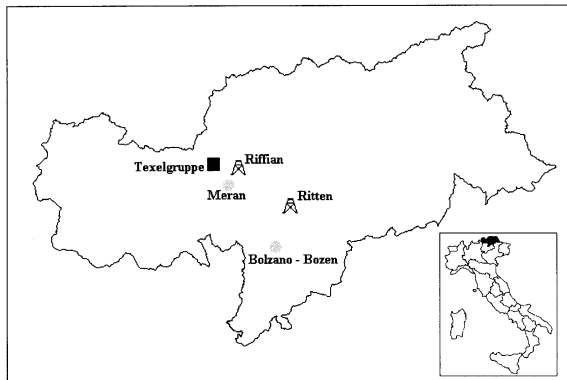 Riffian
Texelgruppe
Meran
Ritten
Bolzano - Bozen